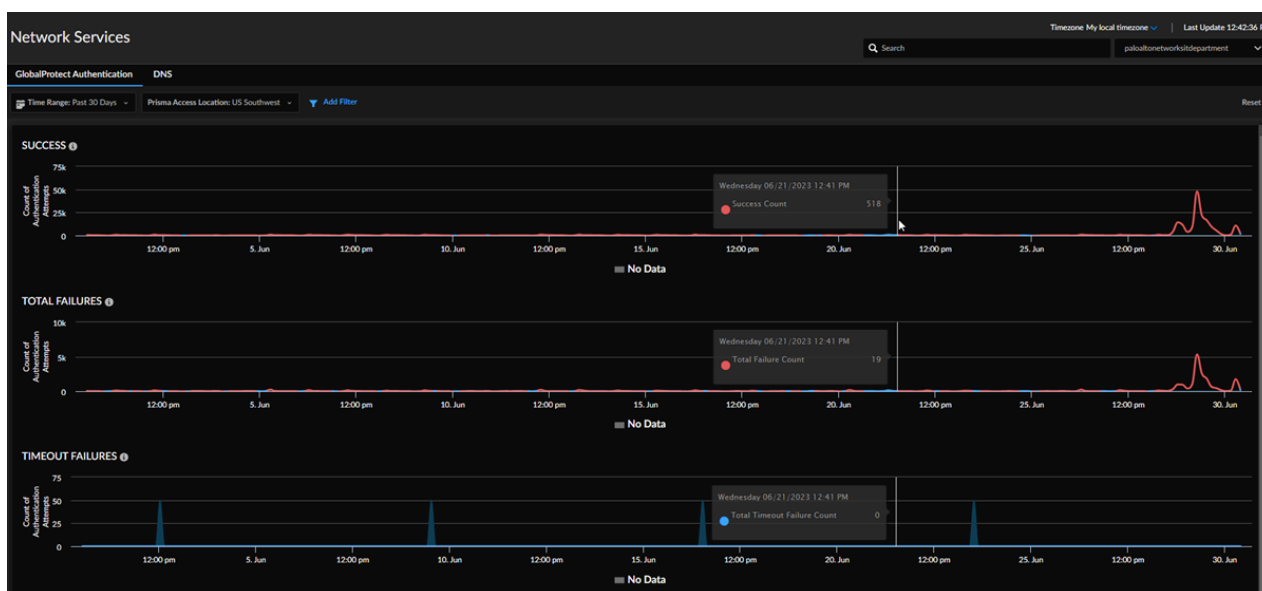 Network Services
Timezone My local timezone
Last Update 12:42:36
Search
paloaltonetworksitdepartment
GlobalProtect Authentication DNS
Time Range: Past 30 Days
Prisma Access Location: US Southwest
Add Filter
Reset
SUCCESS
Count of
Authentication
Attempts
75k
50k
25k
0
Wednesday 06/21/2023 12:41 PM
Success Count 518
12:00 pm 5. Jun 12:00 pm 10. Jun 12:00 pm 15. Jun 12:00 pm 20. Jun 12:00 pm 25. Jun 12:00 pm 30. Jun
No Data
TOTAL FAILURES
Count of
Authentication
Attempts
10k
5k
0
Wednesday 06/21/2023 12:41 PM
Total Failure Count 19
12:00 pm 5. Jun 12:00 pm 10. Jun 12:00 pm 15. Jun 12:00 pm 20. Jun 12:00 pm 25. Jun 12:00 pm 30. Jun
No Data
TIMEOUT FAILURES
Count of
Authentication
Attempts
75
50
25
0
Wednesday 06/21/2023 12:41 PM
Total Timeout Failure Count 0
12:00 pm 5. Jun 12:00 pm 10. Jun 12:00 pm 15. Jun 12:00 pm 20. Jun 12:00 pm 25. Jun 12:00 pm 30. Jun
No Data